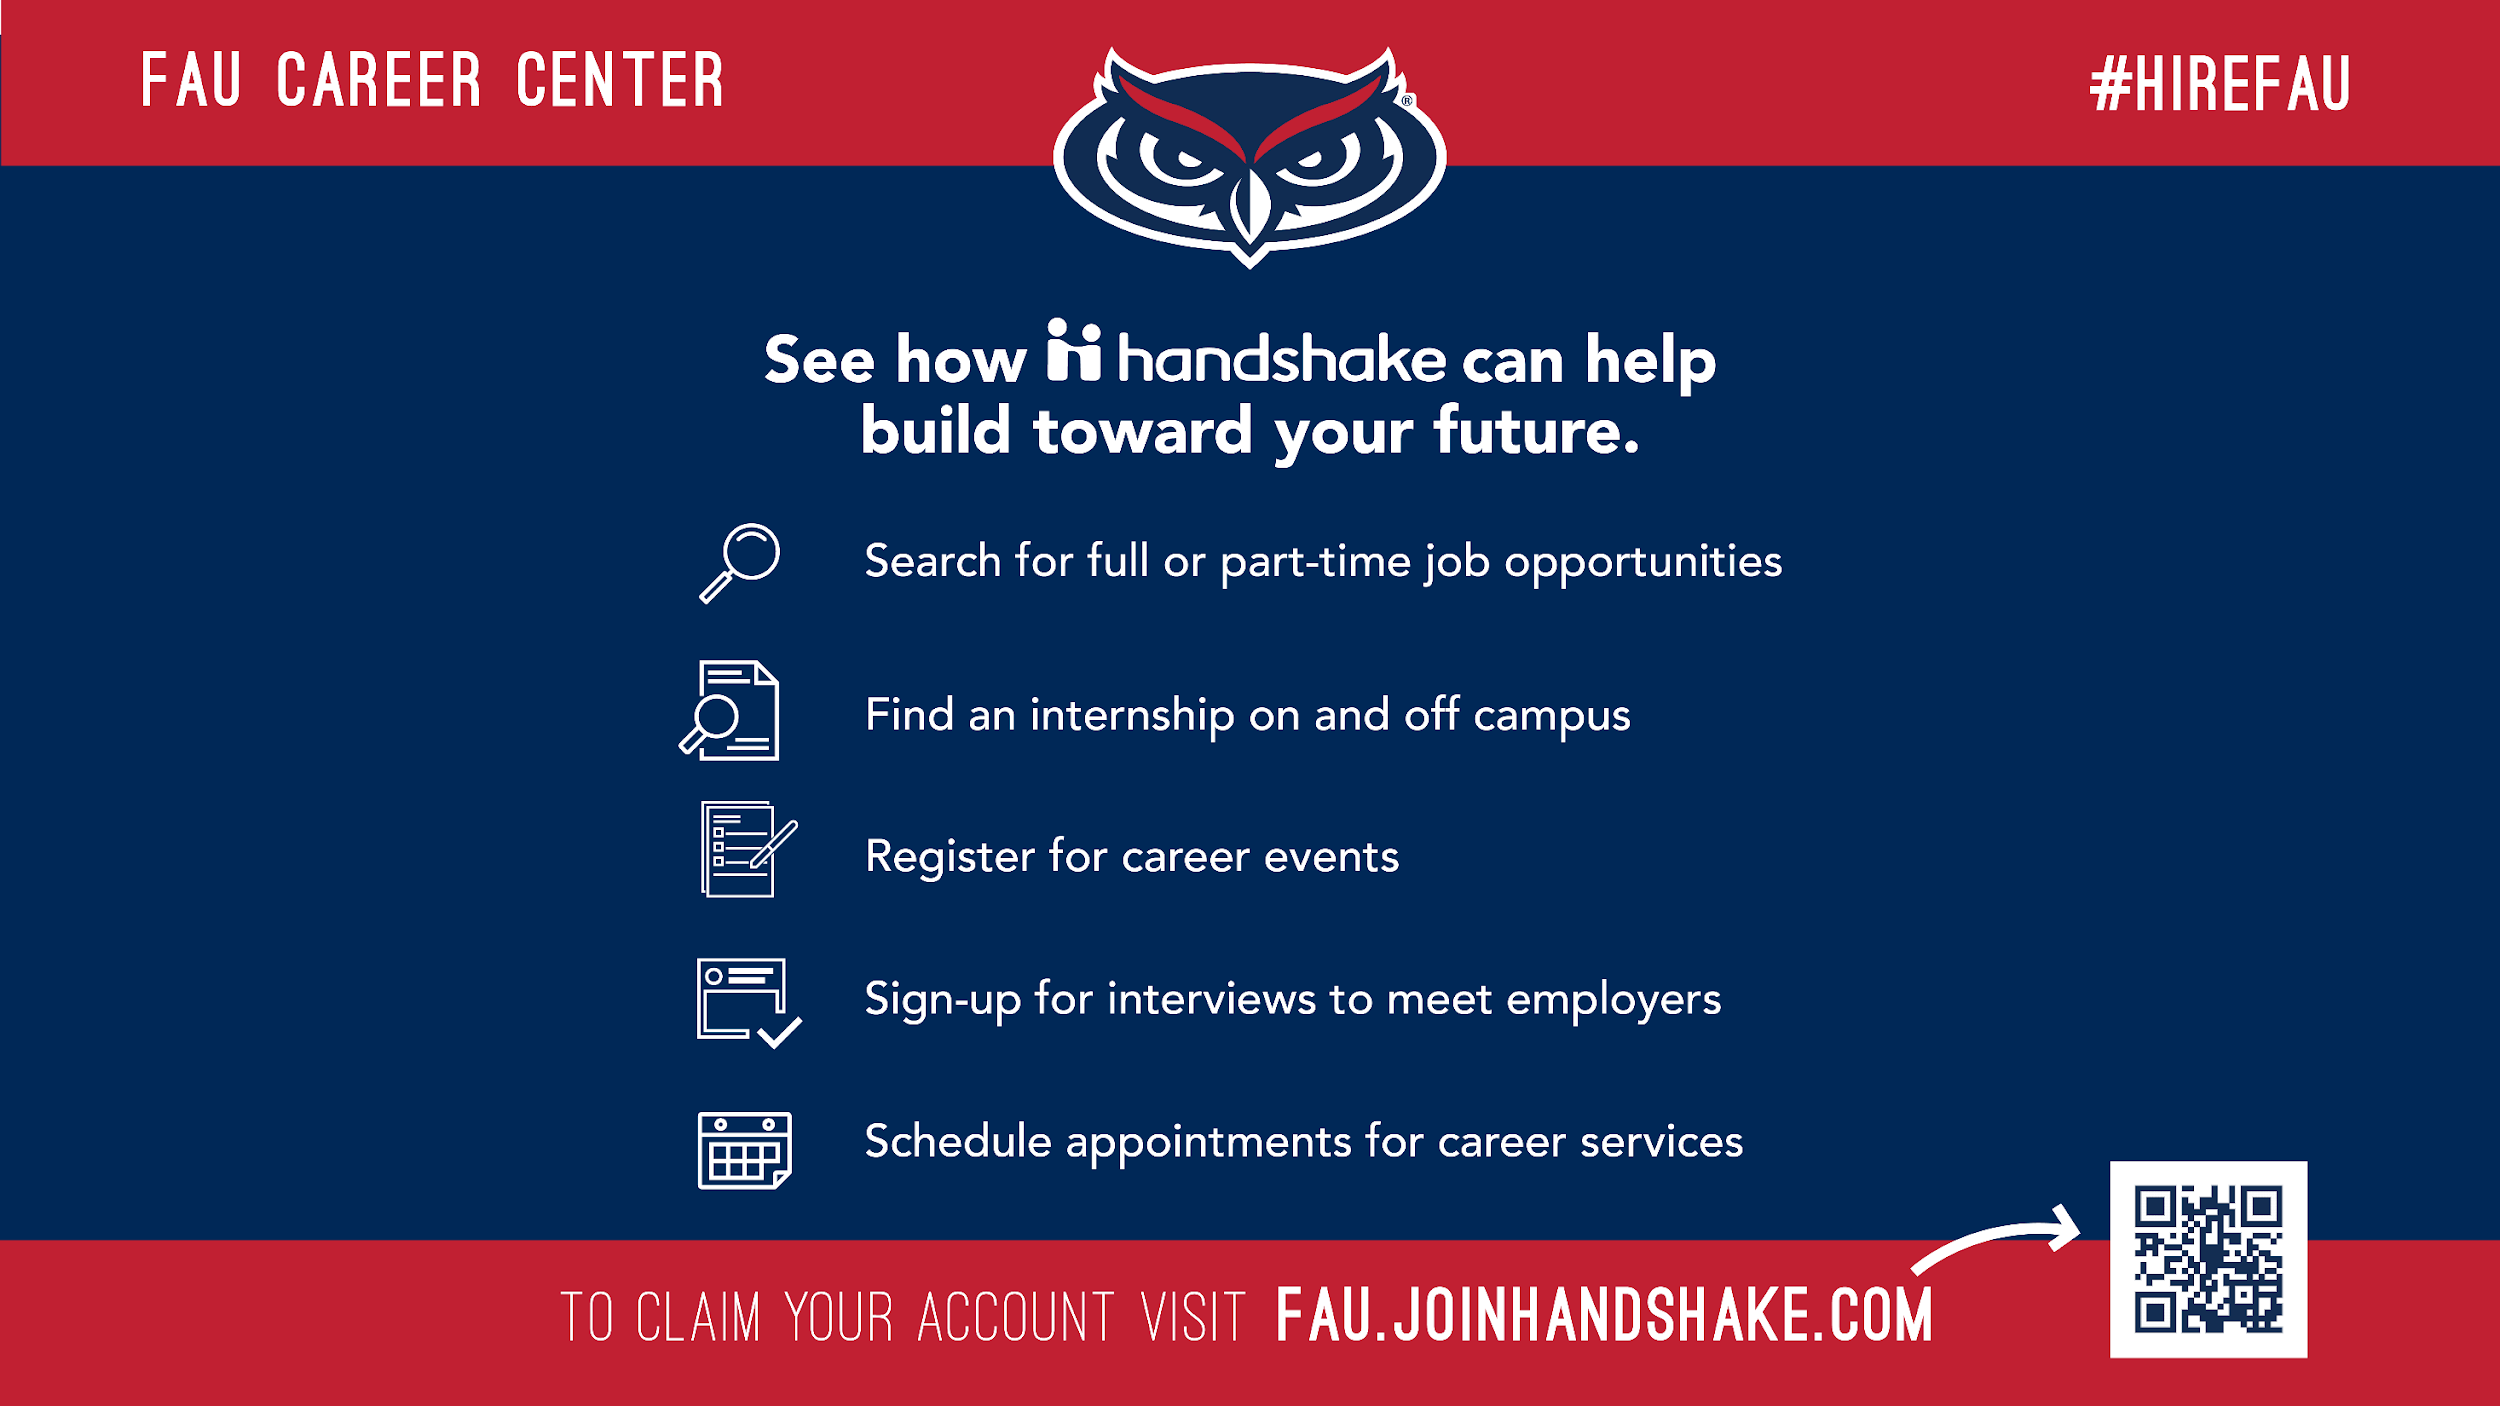 FAU CAREER CENTER
#HIREFAU
®
See how handshake can help
build toward your future.
Search for full or part-time job opportunities
Find an internship on and off campus
Register for career events
Sign-up for interviews to meet employers
Schedule appointments for career services
TO CLAIM YOUR ACCOUNT VISIT FAU.JOINHANDSHAKE.COM